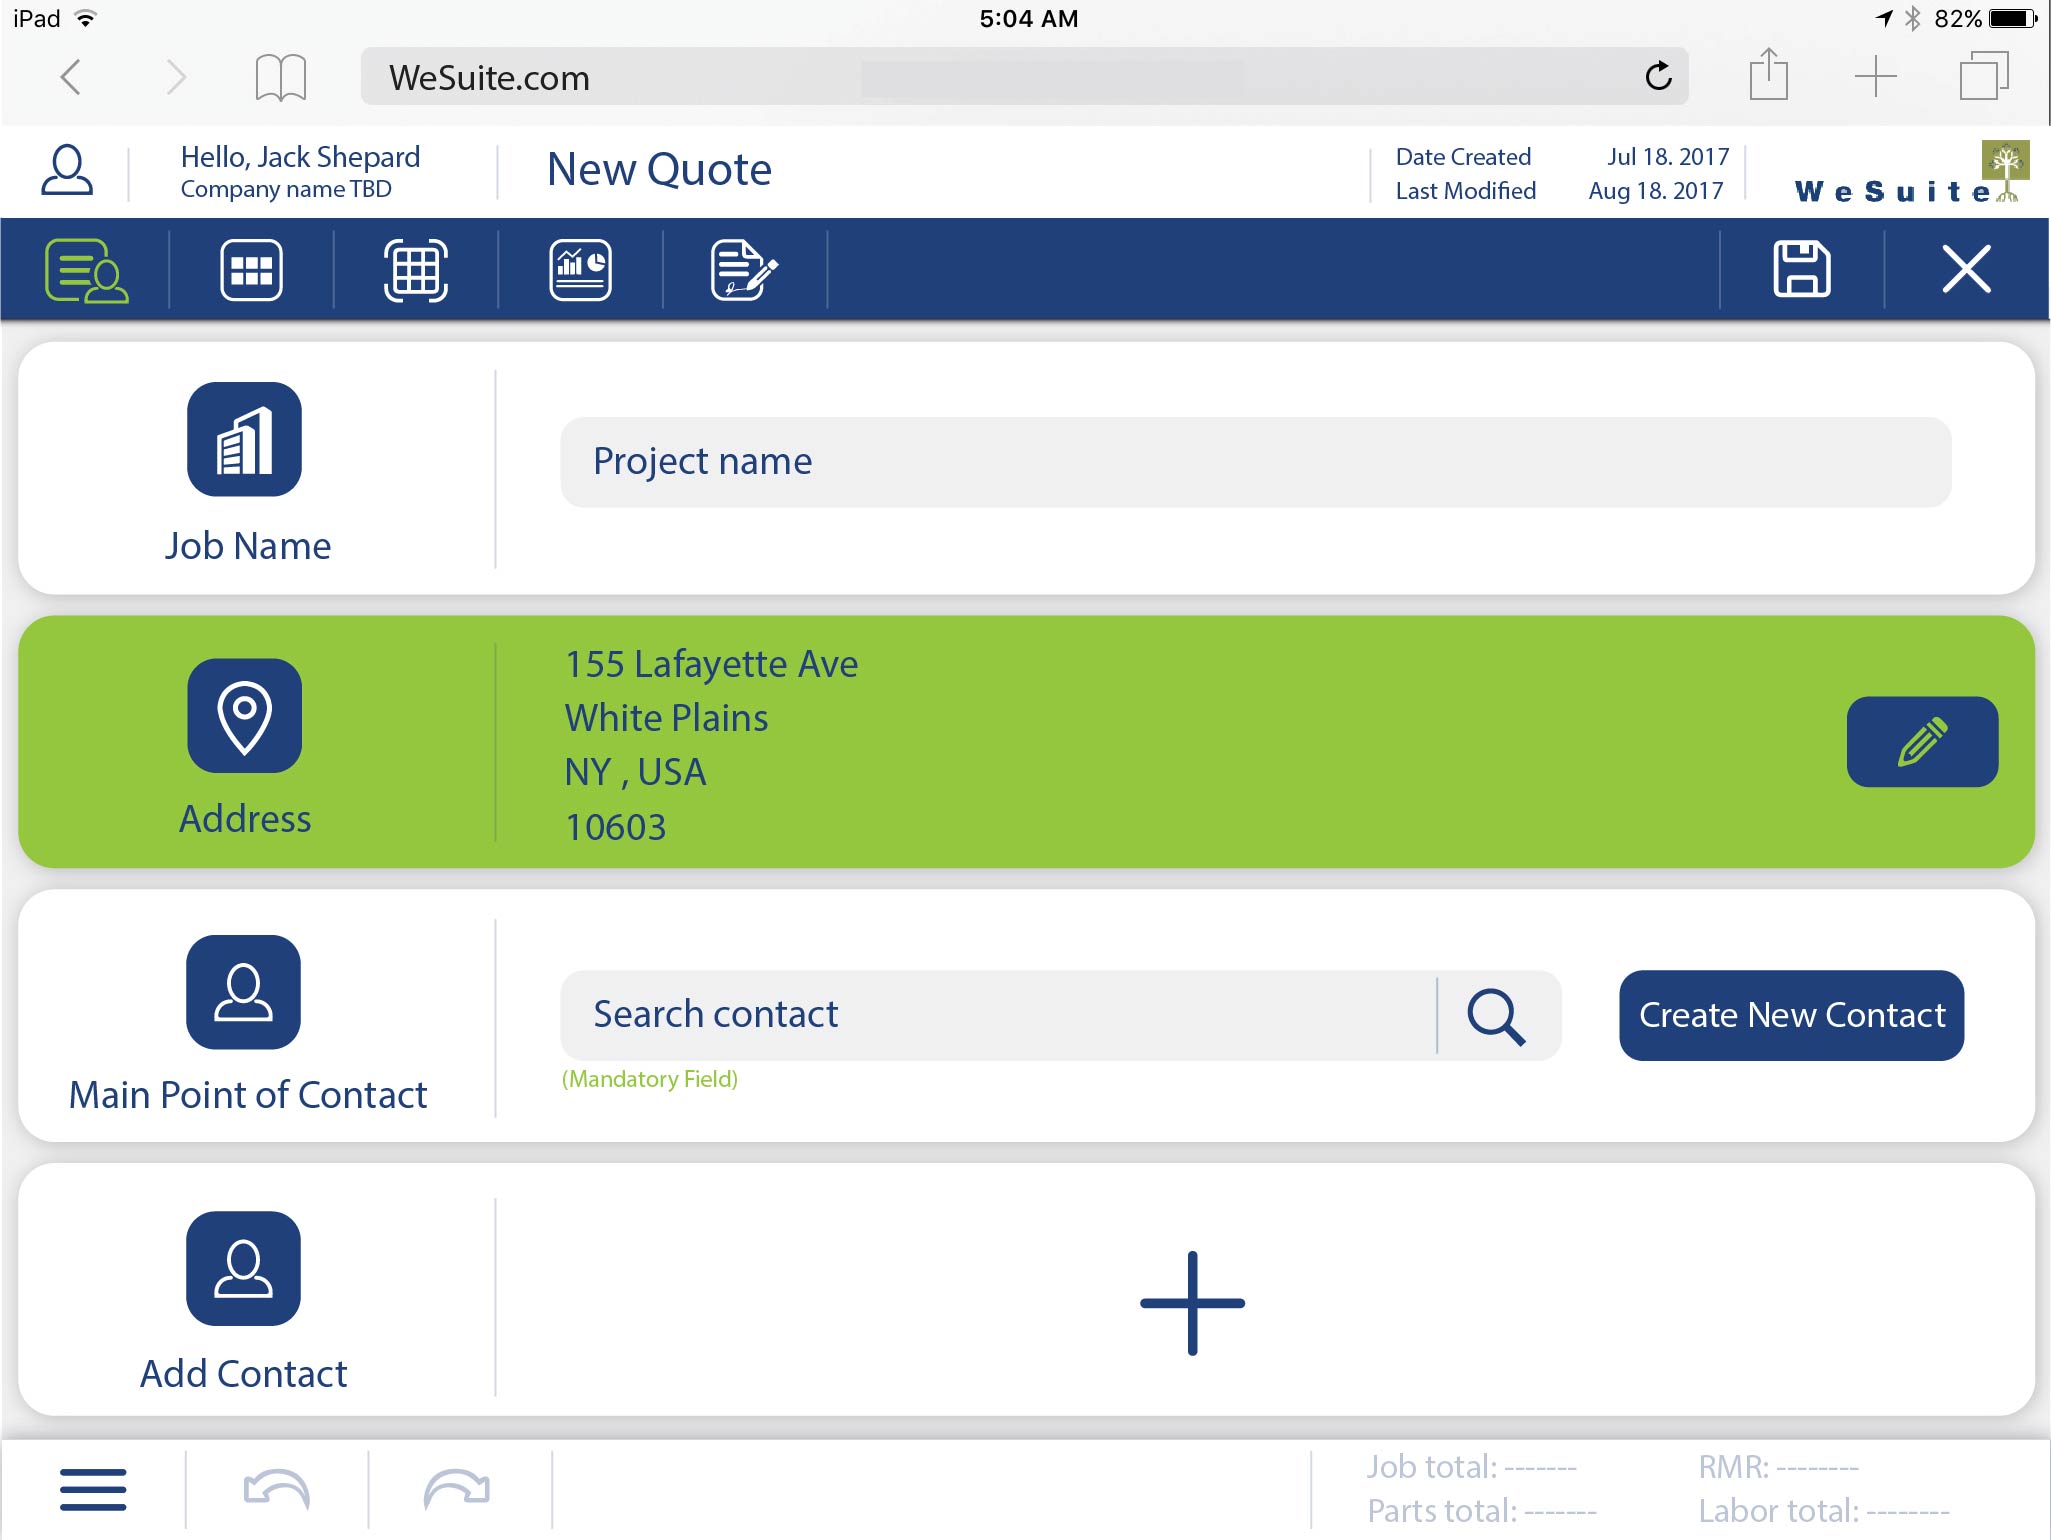 iPad
5:04 AM
82%
WeSuite.com
Hello, Jack Shepard
Company name TBD
New Quote
Date Created Jul 18. 2017
Last Modified Aug 18. 2017
WeSuite
Project name
Job Name
155 Lafayette Ave
White Plains
NY , USA
10603
Address
Search contact
Create New Contact
(Mandatory Field)
Main Point of Contact
Add Contact
Job total: -------
RMR: --------
Parts total: -------
Labor total: --------